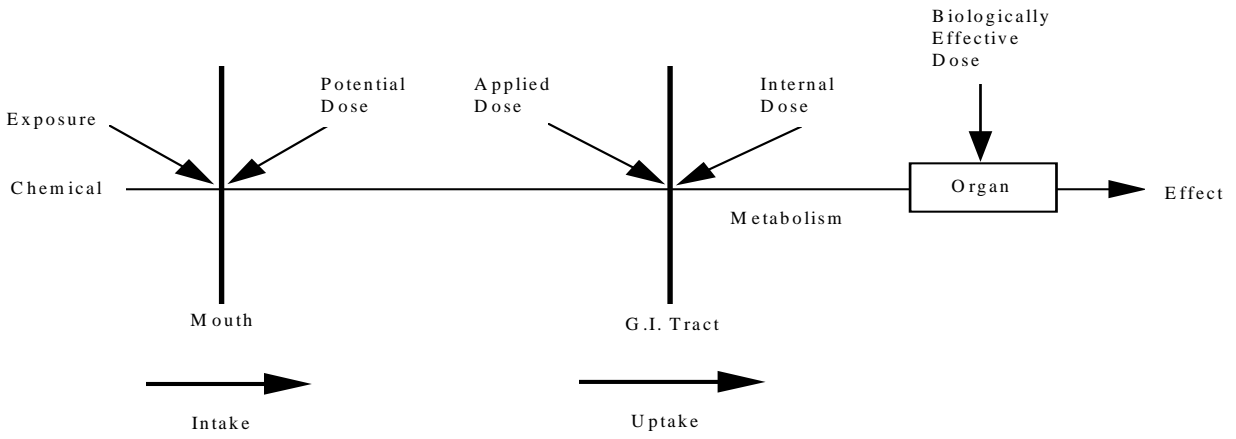 Biologically
Effective
Dose
Potential
Dose
Applied
Dose
Internal
Dose
Exposure
Chemical
Organ
Effect
Metabolism
Mouth
G.I. Tract
Intake
Uptake